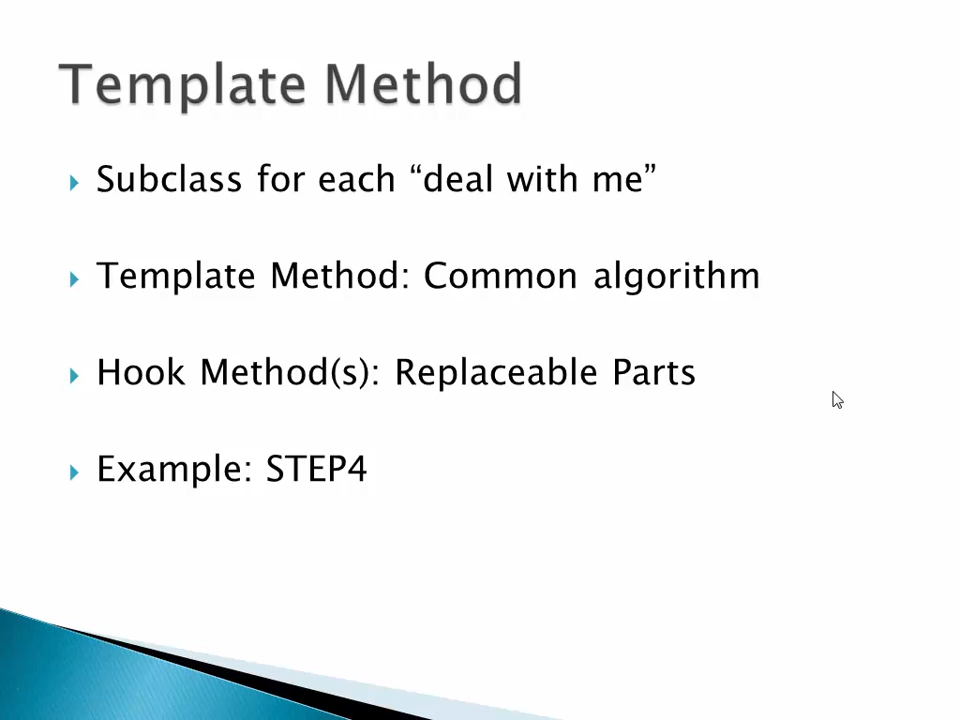 Template Method
Subclass for each “deal with me”
Template Method: Common algorithm
Hook Method(s): Replaceable Parts
Example: STEP4